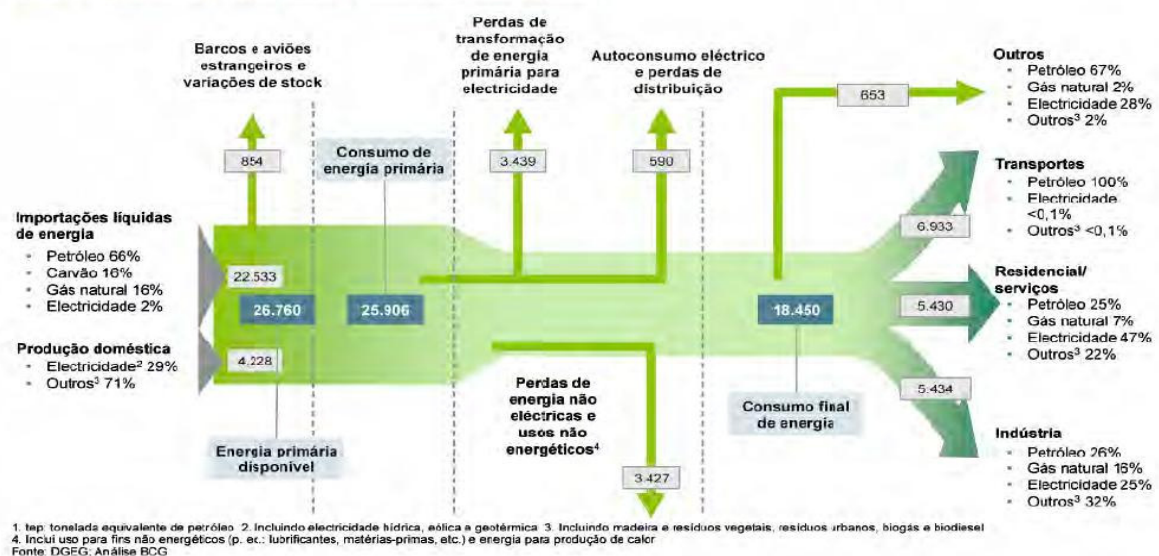 Barcos e aviões
estrangeiros e
variações de stock
Perdas de
transformação
de energia
primária para
electricidade
Autoconsumo eléctrico
e perdas de
distribuição
Outros
• Petróleo 67%
• Gás natural 2%
• Electricidade 28%
• Outros³ 2%
653
854
Consumo de
energia primária
3.439
590
Transportes
• Petróleo 100%
• Electricidade
<0,1%
• Outros³ <0,1%
6.933
Importações líquidas
de energia
• Petróleo 66%
• Carvão 16%
• Gás natural 16%
• Electricidade 2%
22.533
26.760
25.906
18.450
Residencial/
serviços
• Petróleo 25%
• Gás natural 7%
• Electricidade 47%
• Outros³ 22%
5.430
Produção doméstica
• Electricidade² 29%
• Outros³ 71%
4.228
Energia primária
disponível
Perdas de
energia não
eléctricas e
usos não
energéticos⁴
3.427
Consumo final
de energia
5.434
Indústria
• Petróleo 26%
• Gás natural 16%
• Electricidade 25%
• Outros³ 32%
1. tep: tonelada equivalente de petróleo 2. Incluindo electricidade hídrica, eólica e geotérmica 3. Incluindo madeira e resíduos vegetais, resíduos urbanos, biogás e biodiesel
4. Inclui uso para fins não energéticos (p. ex.: lubrificantes, matérias-primas, etc.) e energia para produção de calor
Fonte: DGEG; Análise BCG